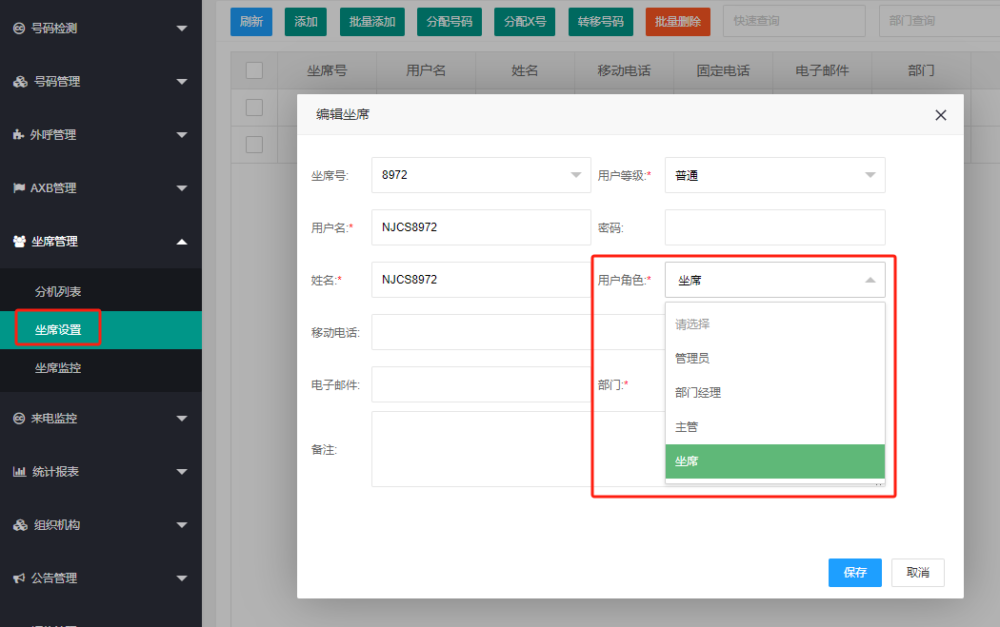 号码检测
号码管理
外呼管理
AXB管理
坐席管理
分机列表
坐席设置
坐席监控
来电监控
统计报表
组织机构
公告管理
刷新 添加 批量添加 分配号码 分配X号 转移号码 批量删除 快速查询 部门查询
坐席号 用户名 姓名 移动电话 固定电话 电子邮件 部门
编辑坐席
坐席号: 8972 用户等级:* 普通
用户名:* NJCS8972 密码:
姓名:* NJCS8972 用户角色:* 坐席
请选择
移动电话:
管理员
电子邮件: 部门:*
部门经理
主管
备注:
坐席
保存 取消